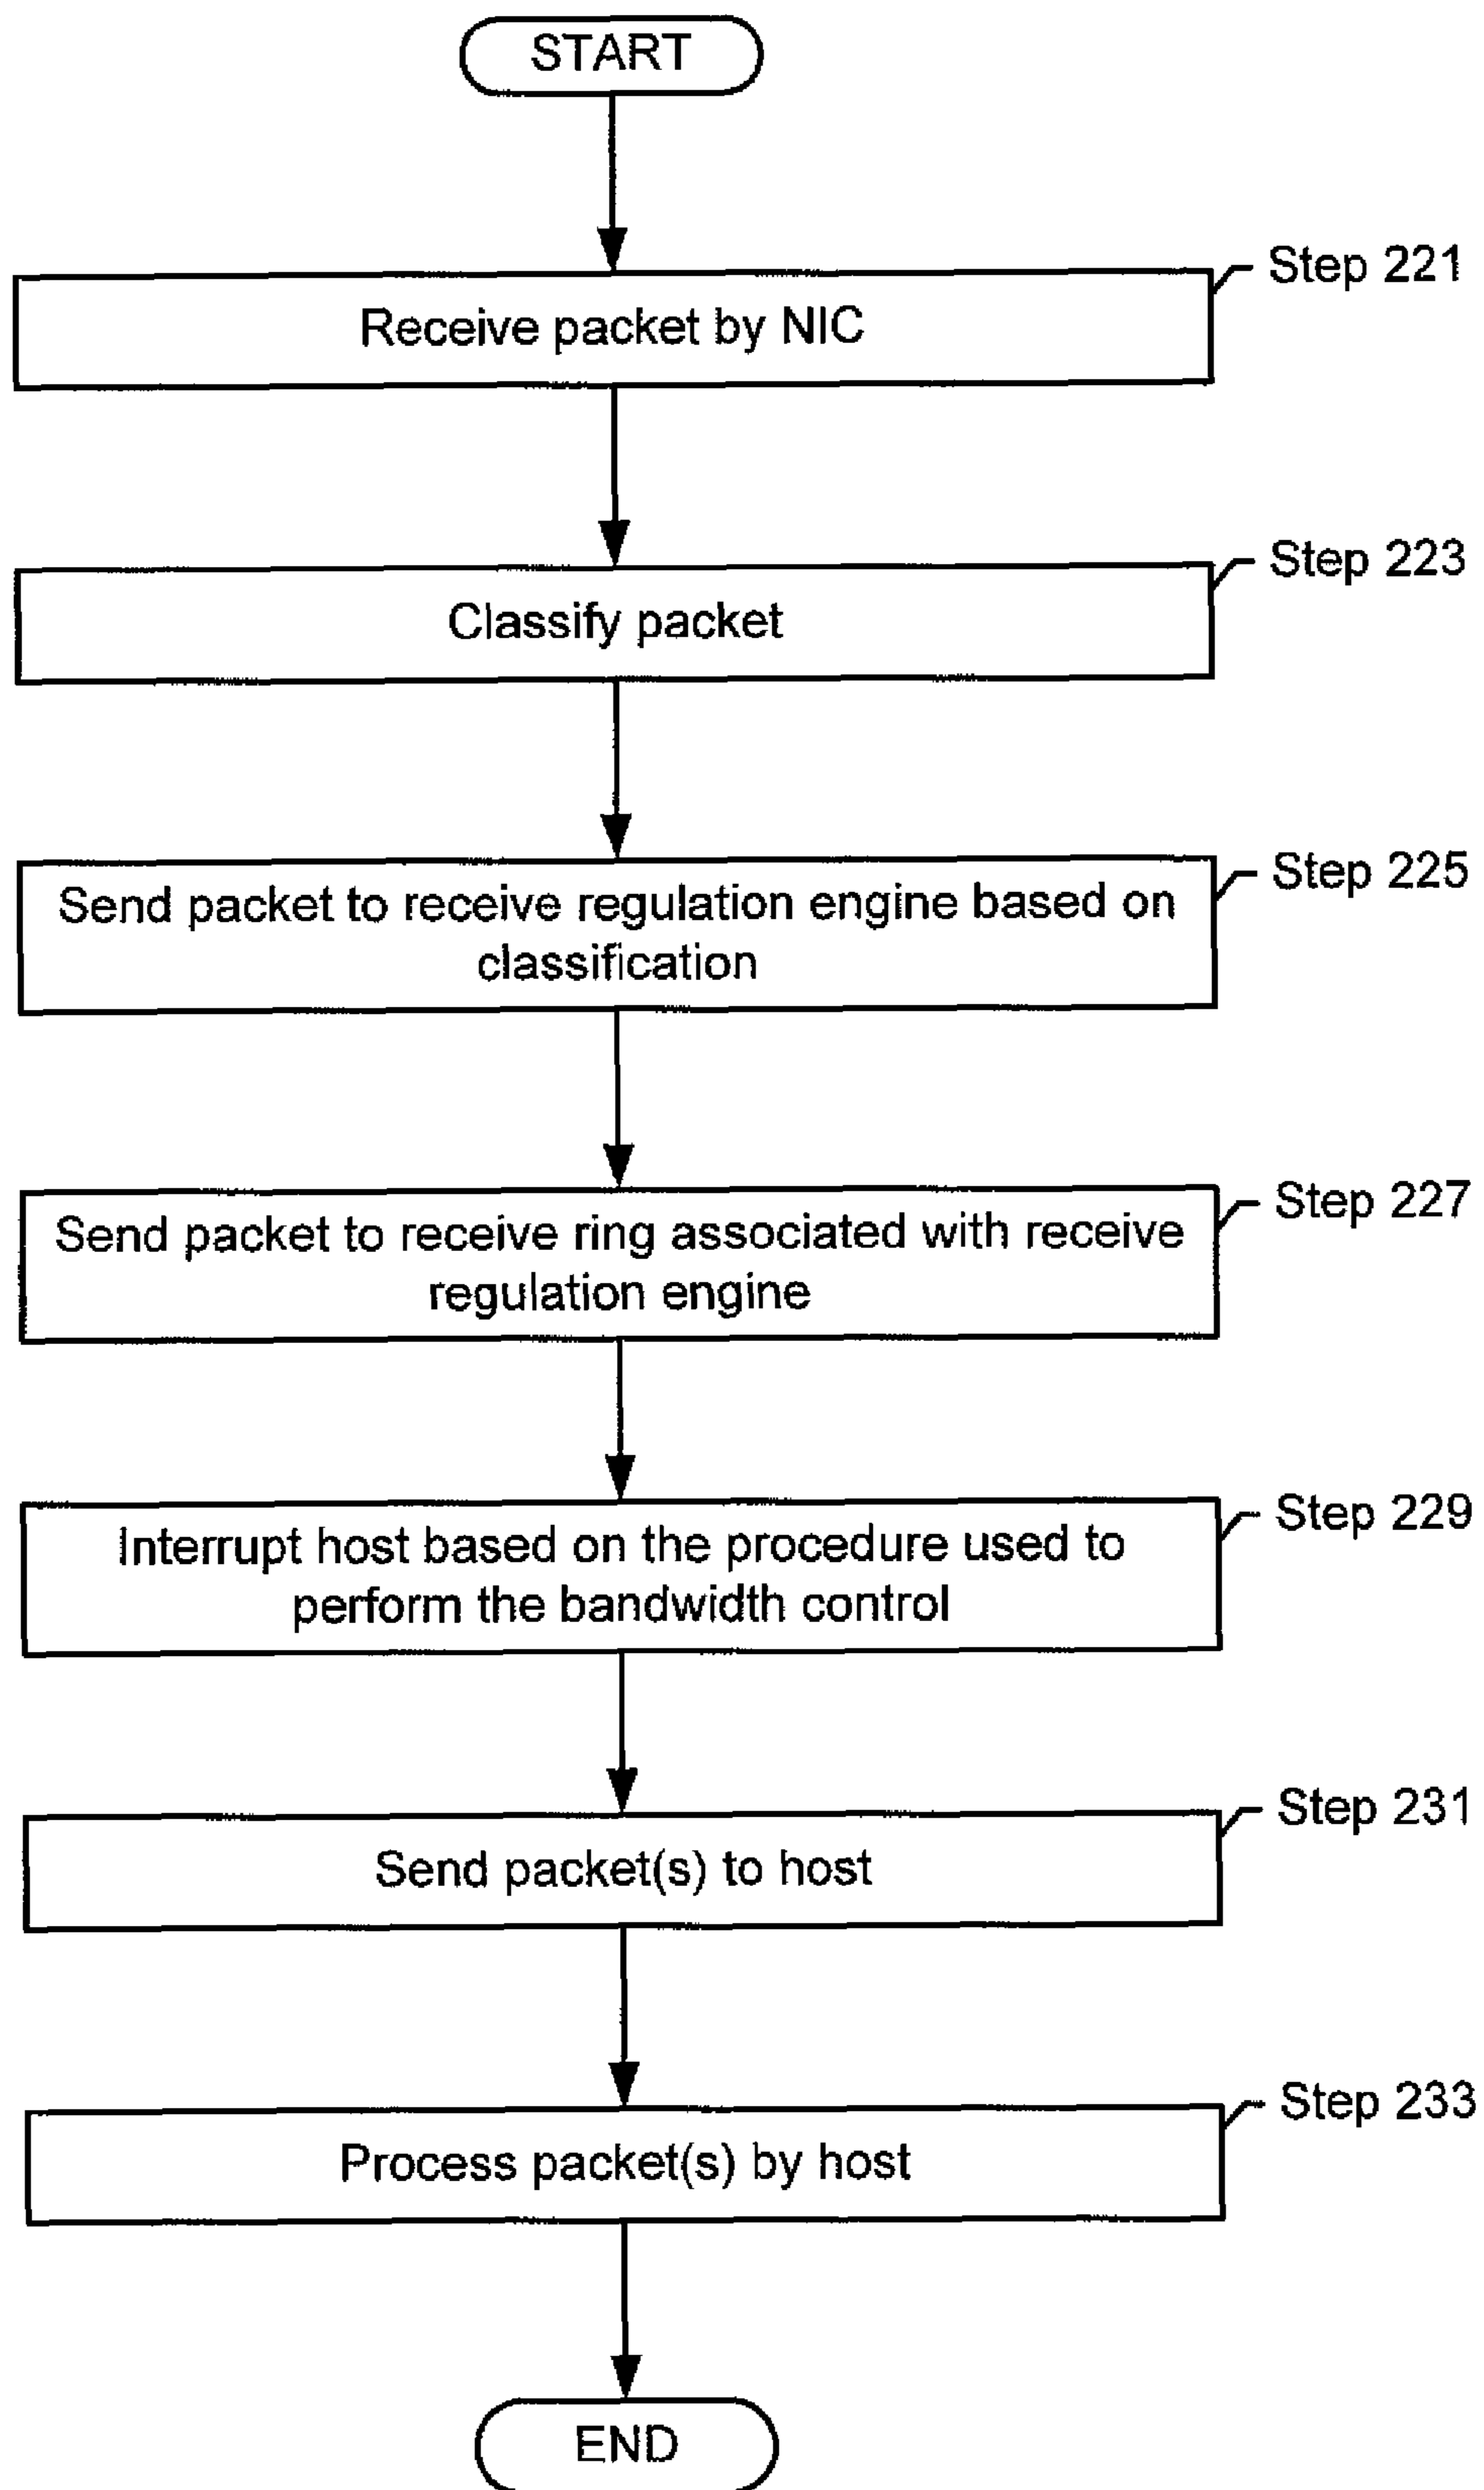 START
Step 221
Receive packet by NIC
Step 223
Classify packet
Step 225
Send packet to receive regulation engine based on
classification
Step 227
Send packet to receive ring associated with receive
regulation engine
Step 229
Interrupt host based on the procedure used to
perform the bandwidth control
Step 231
Send packet(s) to host
Step 233
Process packet(s) by host
END